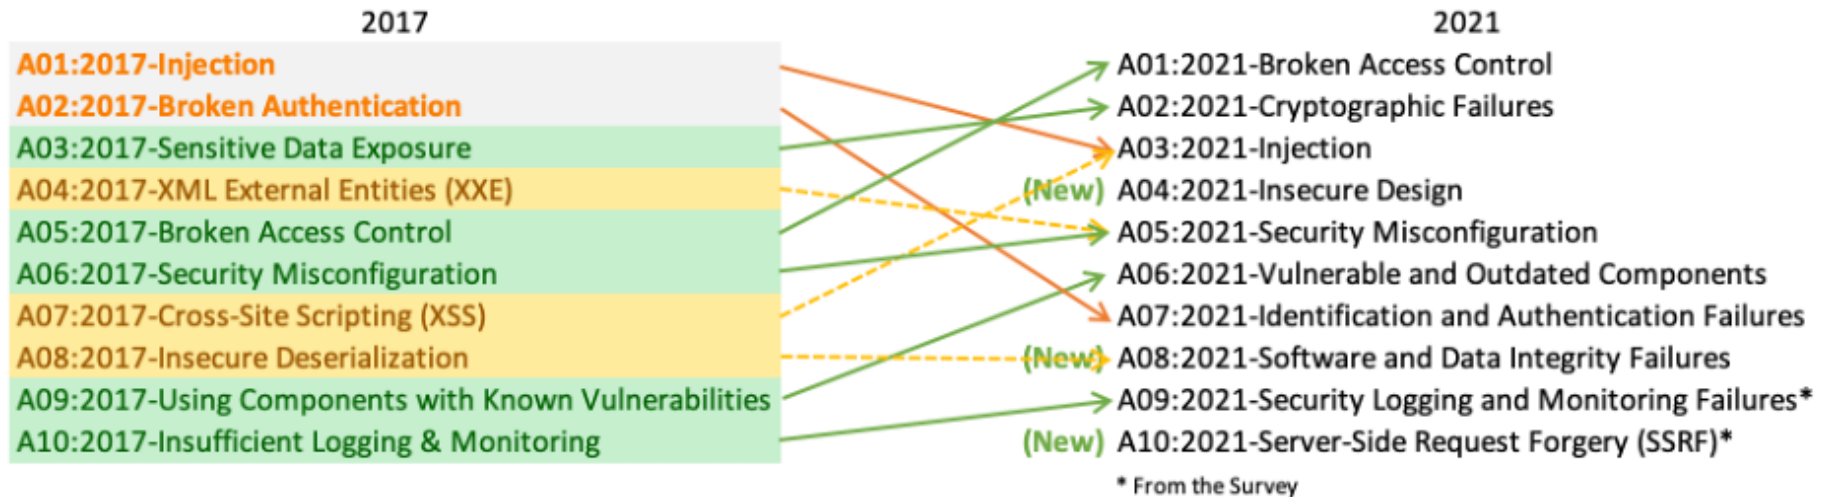 2017
A01:2017-Injection
A02:2017-Broken Authentication
A03:2017-Sensitive Data Exposure
A04:2017-XML External Entities (XXE)
A05:2017-Broken Access Control
A06:2017-Security Misconfiguration
A07:2017-Cross-Site Scripting (XSS)
A08:2017-Insecure Deserialization
A09:2017-Using Components with Known Vulnerabilities
A10:2017-Insufficient Logging & Monitoring
2021
A01:2021-Broken Access Control
A02:2021-Cryptographic Failures
A03:2021-Injection
(New) A04:2021-Insecure Design
A05:2021-Security Misconfiguration
A06:2021-Vulnerable and Outdated Components
A07:2021-Identification and Authentication Failures
(New) A08:2021-Software and Data Integrity Failures
A09:2021-Security Logging and Monitoring Failures*
(New) A10:2021-Server-Side Request Forgery (SSRF)*
* From the Survey